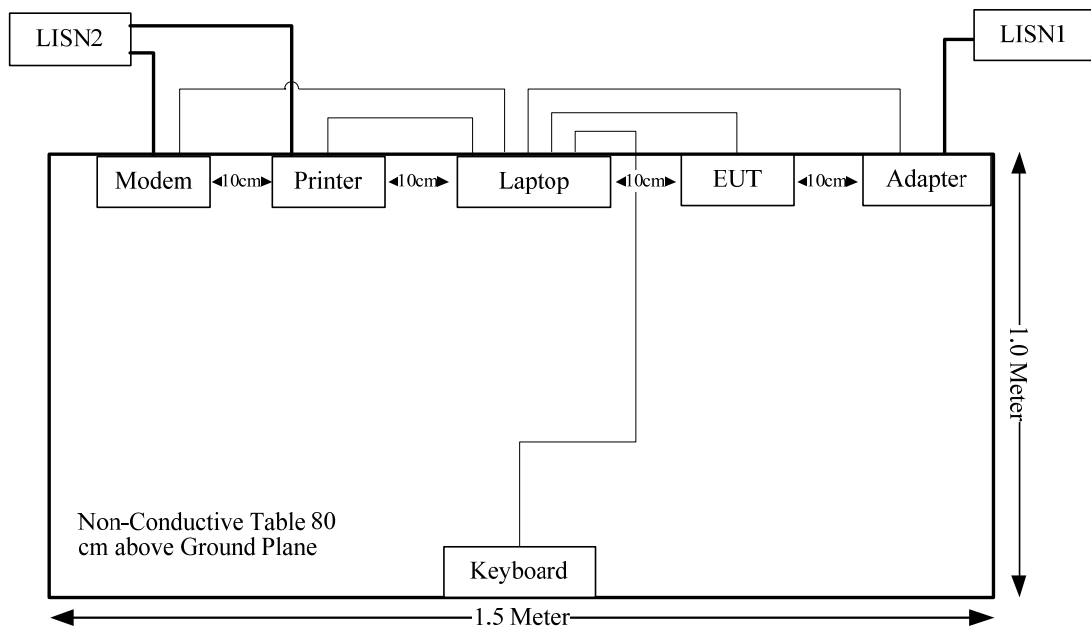 LISN2
LISN1
Modem
10cm
Printer
10cm
Laptop
10cm
EUT
10cm
Adapter
1.0 Meter
Non-Conductive Table 80
cm above Ground Plane
Keyboard
1.5 Meter